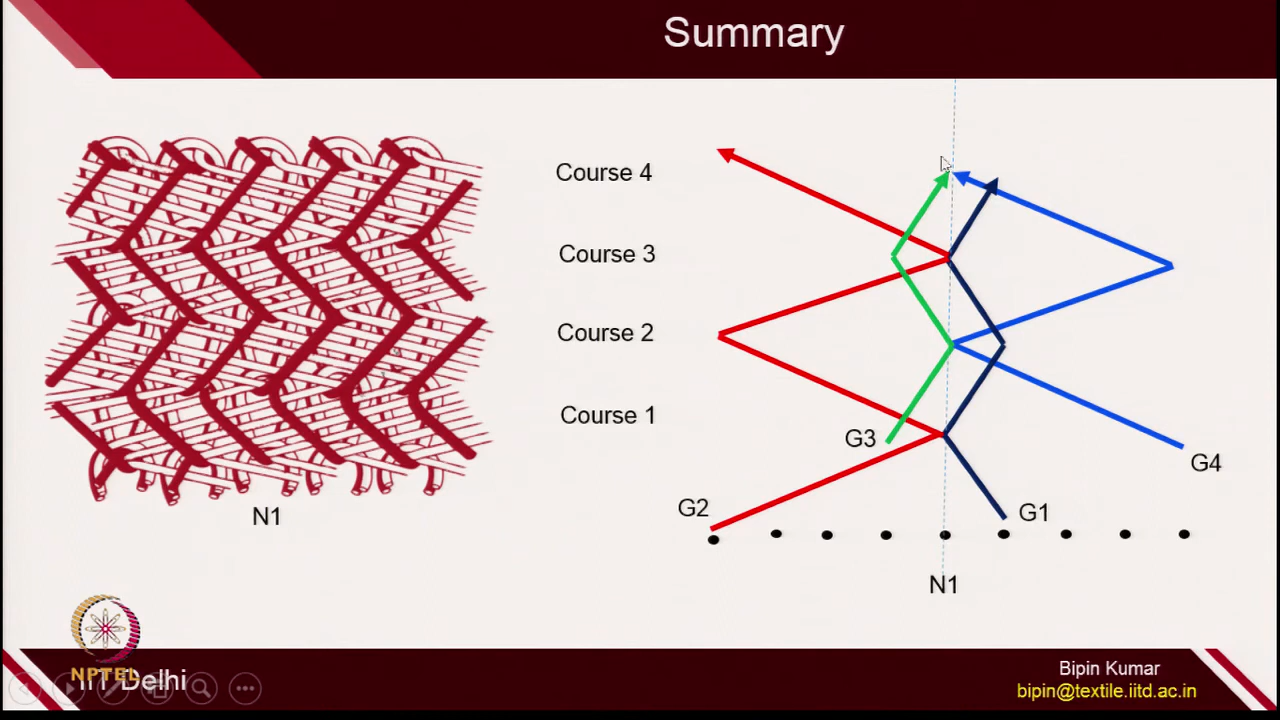 Summary
Course 4
Course 3
Course 2
Course 1
G3
G4
G2
G1
N1
N1
NPTEL
IIT Delhi
Bipin Kumar
bipin@textile.iitd.ac.in